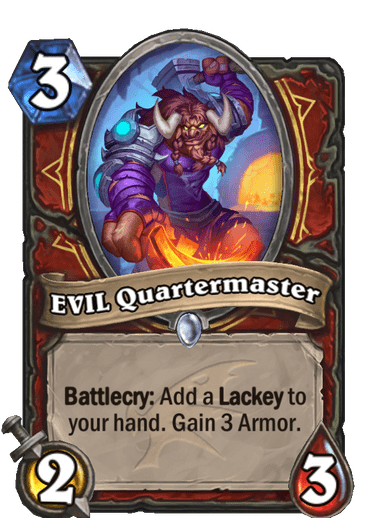 3
EVIL Quartermaster
Battlecry: Add a Lackey to
your hand. Gain 3 Armor.
2
3